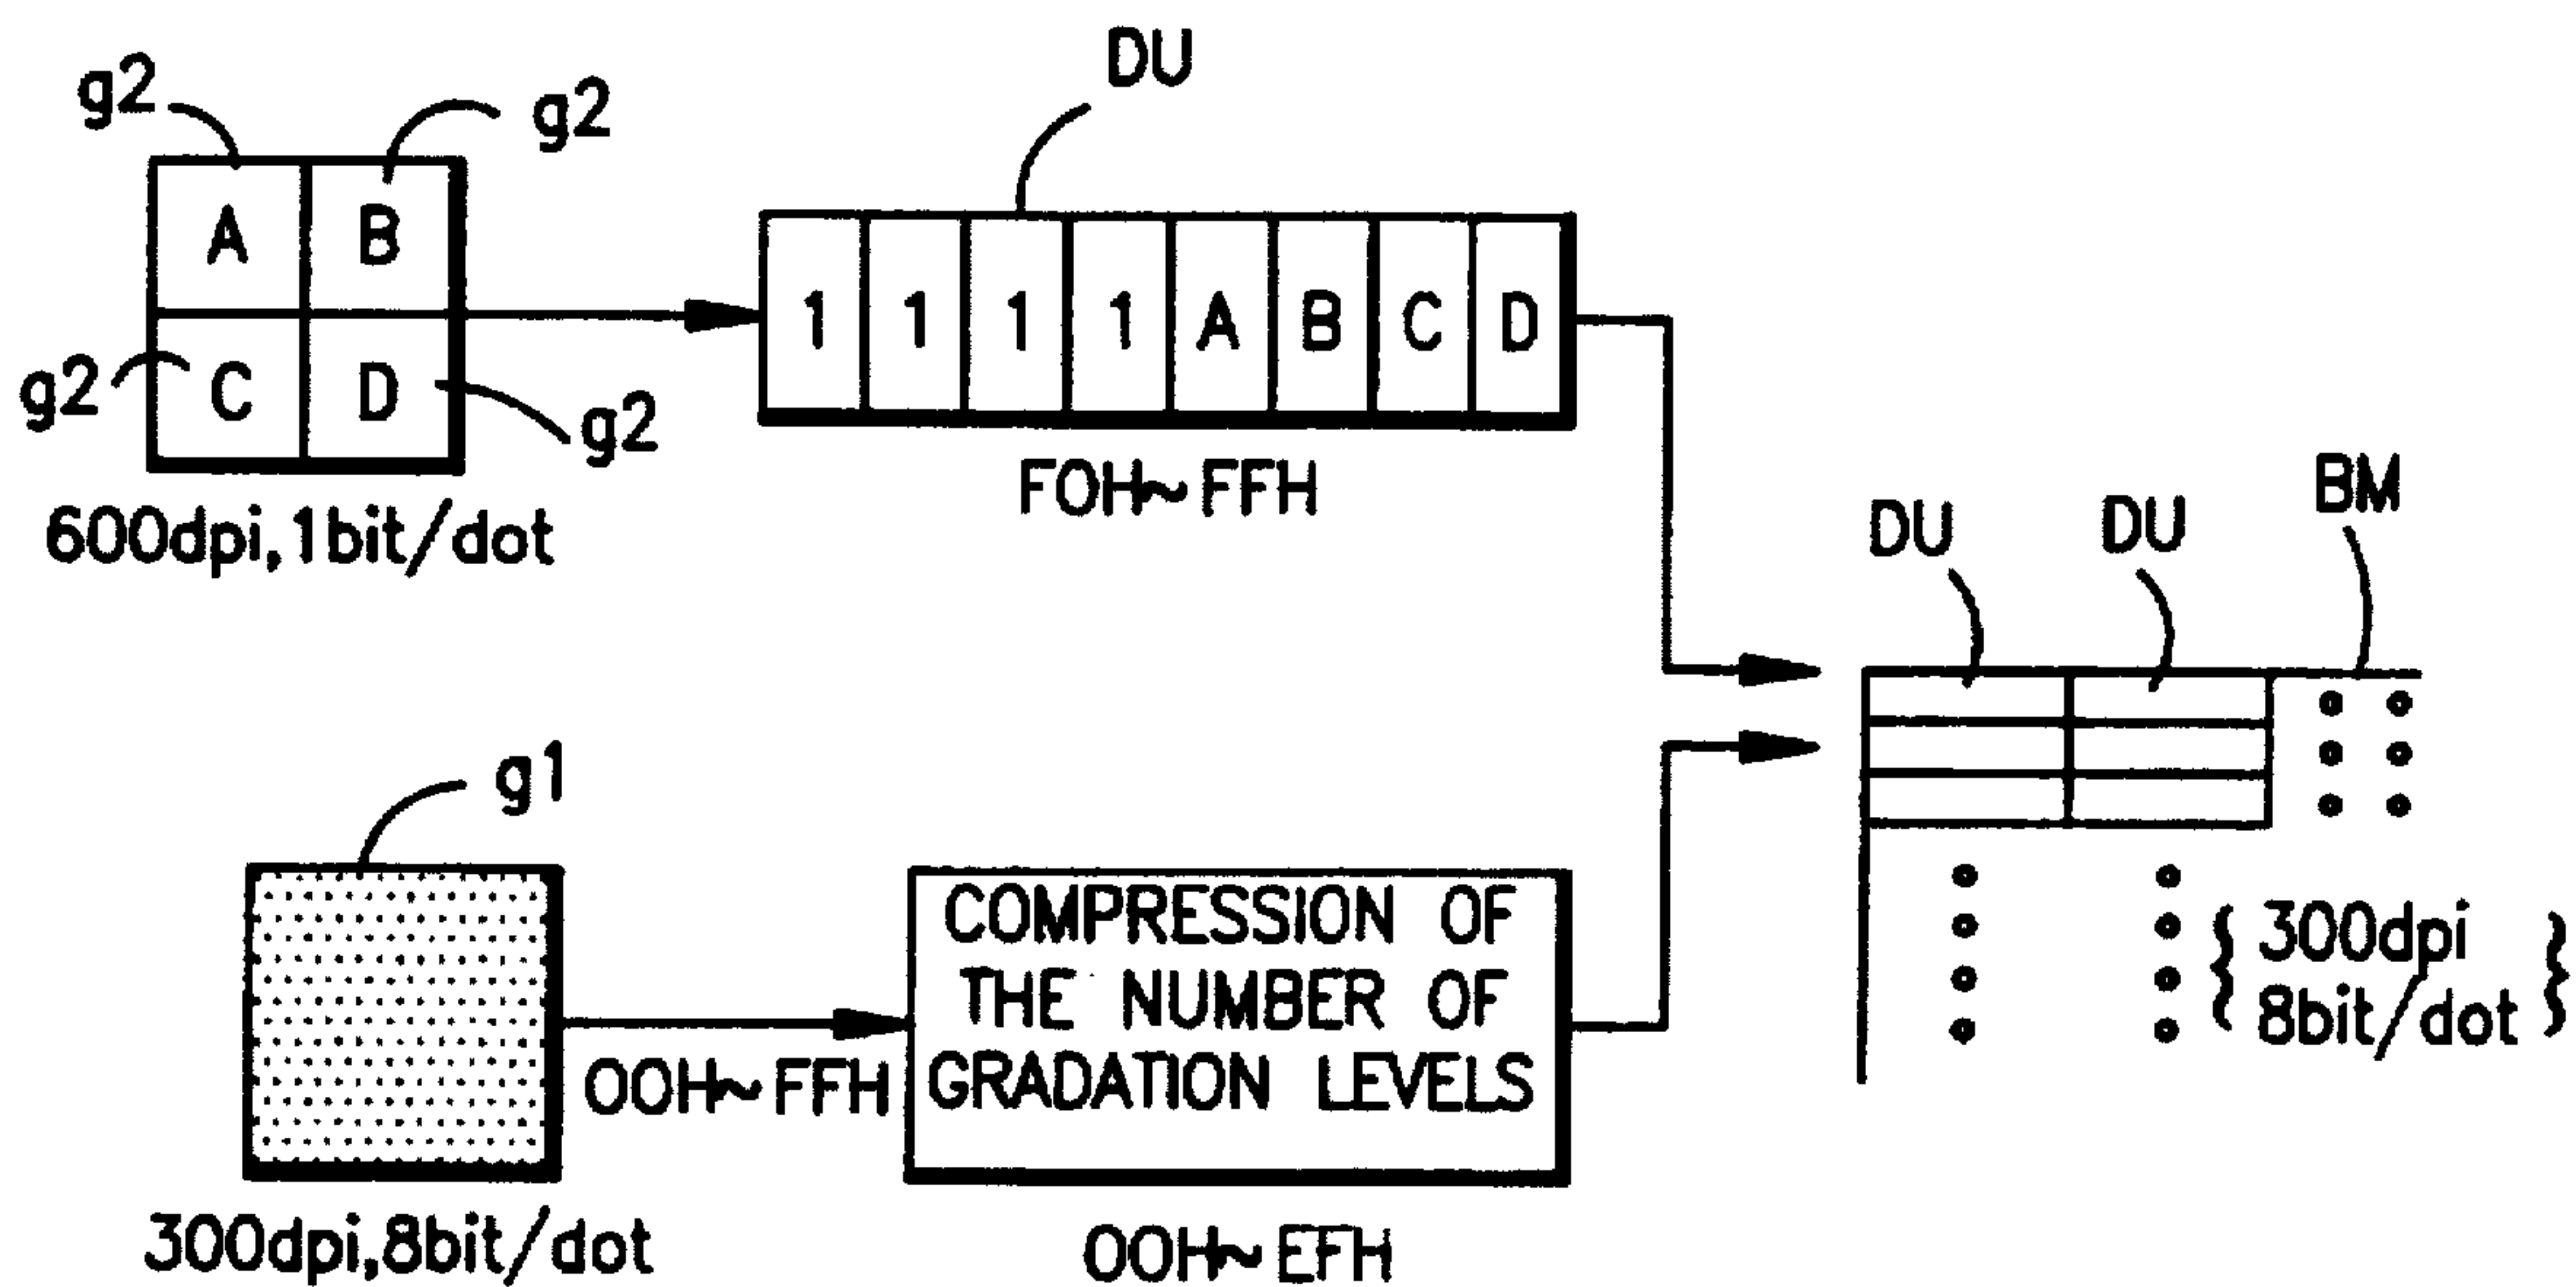 DU
g2
g2
A B
1 1 1 1 A B C D
C D
g2
g2
F0H~FFH
600dpi,1bit/dot
DU
DU
BM
g1
COMPRESSION OF
THE NUMBER OF
GRADATION LEVELS
00H~FFH
300dpi
8bit/dot
300dpi,8bit/dot
00H~EFH